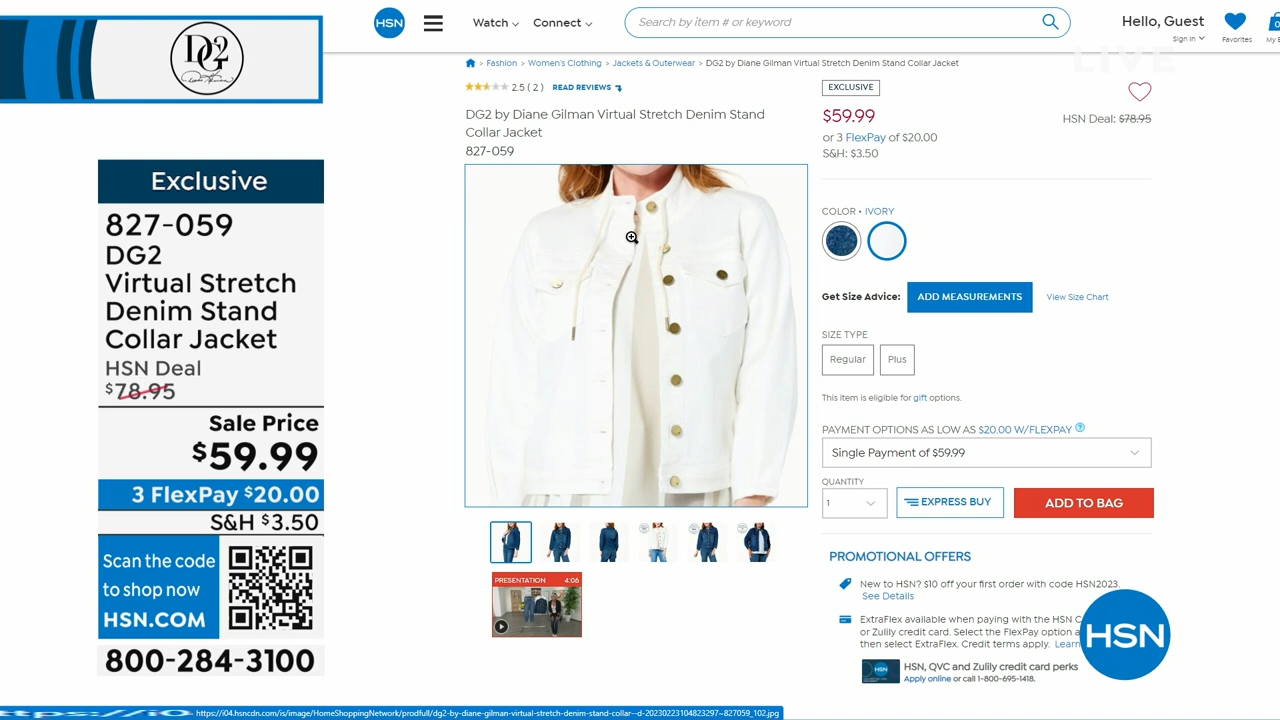 DG2
Exclusive
827-059
DG2
Virtual Stretch
Denim Stand
Collar Jacket
HSN Deal
$78.95
Sale Price
$59.99
3 FlexPay $20.00
S&H $3.50
Scan the code
to shop now
HSN.COM
800-284-3100
HSN
Watch
Connect
Search by item # or keyword
Hello, Guest
Sign In
Favorites
0
LIVE
Fashion > Women's Clothing > Jackets & Outerwear > DG2 by Diane Gilman Virtual Stretch Denim Stand Collar Jacket
2.5 ( 2 ) READ REVIEWS
DG2 by Diane Gilman Virtual Stretch Denim Stand
Collar Jacket
827-059
PRESENTATION 4:06
EXCLUSIVE
$59.99
HSN Deal: $78.95
or 3 FlexPay of $20.00
S&H: $3.50
COLOR • IVORY
Get Size Advice: ADD MEASUREMENTS View Size Chart
SIZE TYPE
Regular Plus
This item is eligible for gift options.
PAYMENT OPTIONS AS LOW AS $20.00 W/FLEXPAY ?
Single Payment of $59.99
QUANTITY
1 EXPRESS BUY ADD TO BAG
PROMOTIONAL OFFERS
New to HSN? $10 off your first order with code HSN2023.
See Details
ExtraFlex available when paying with the HSN C
or Zulily credit card. Select the FlexPay option a
then select ExtraFlex. Credit terms apply. Learn
HSN, QVC and Zulily credit card perks
Apply online or call 1-800-695-1418.
HSN
https://i04.hsncdn.com/is/image/HomeShoppingNetwork/prodfull/dg2-by-diane-gilman-virtual-stretch-denim-stand-collar--d-20230223104823297~827059_102.jpg